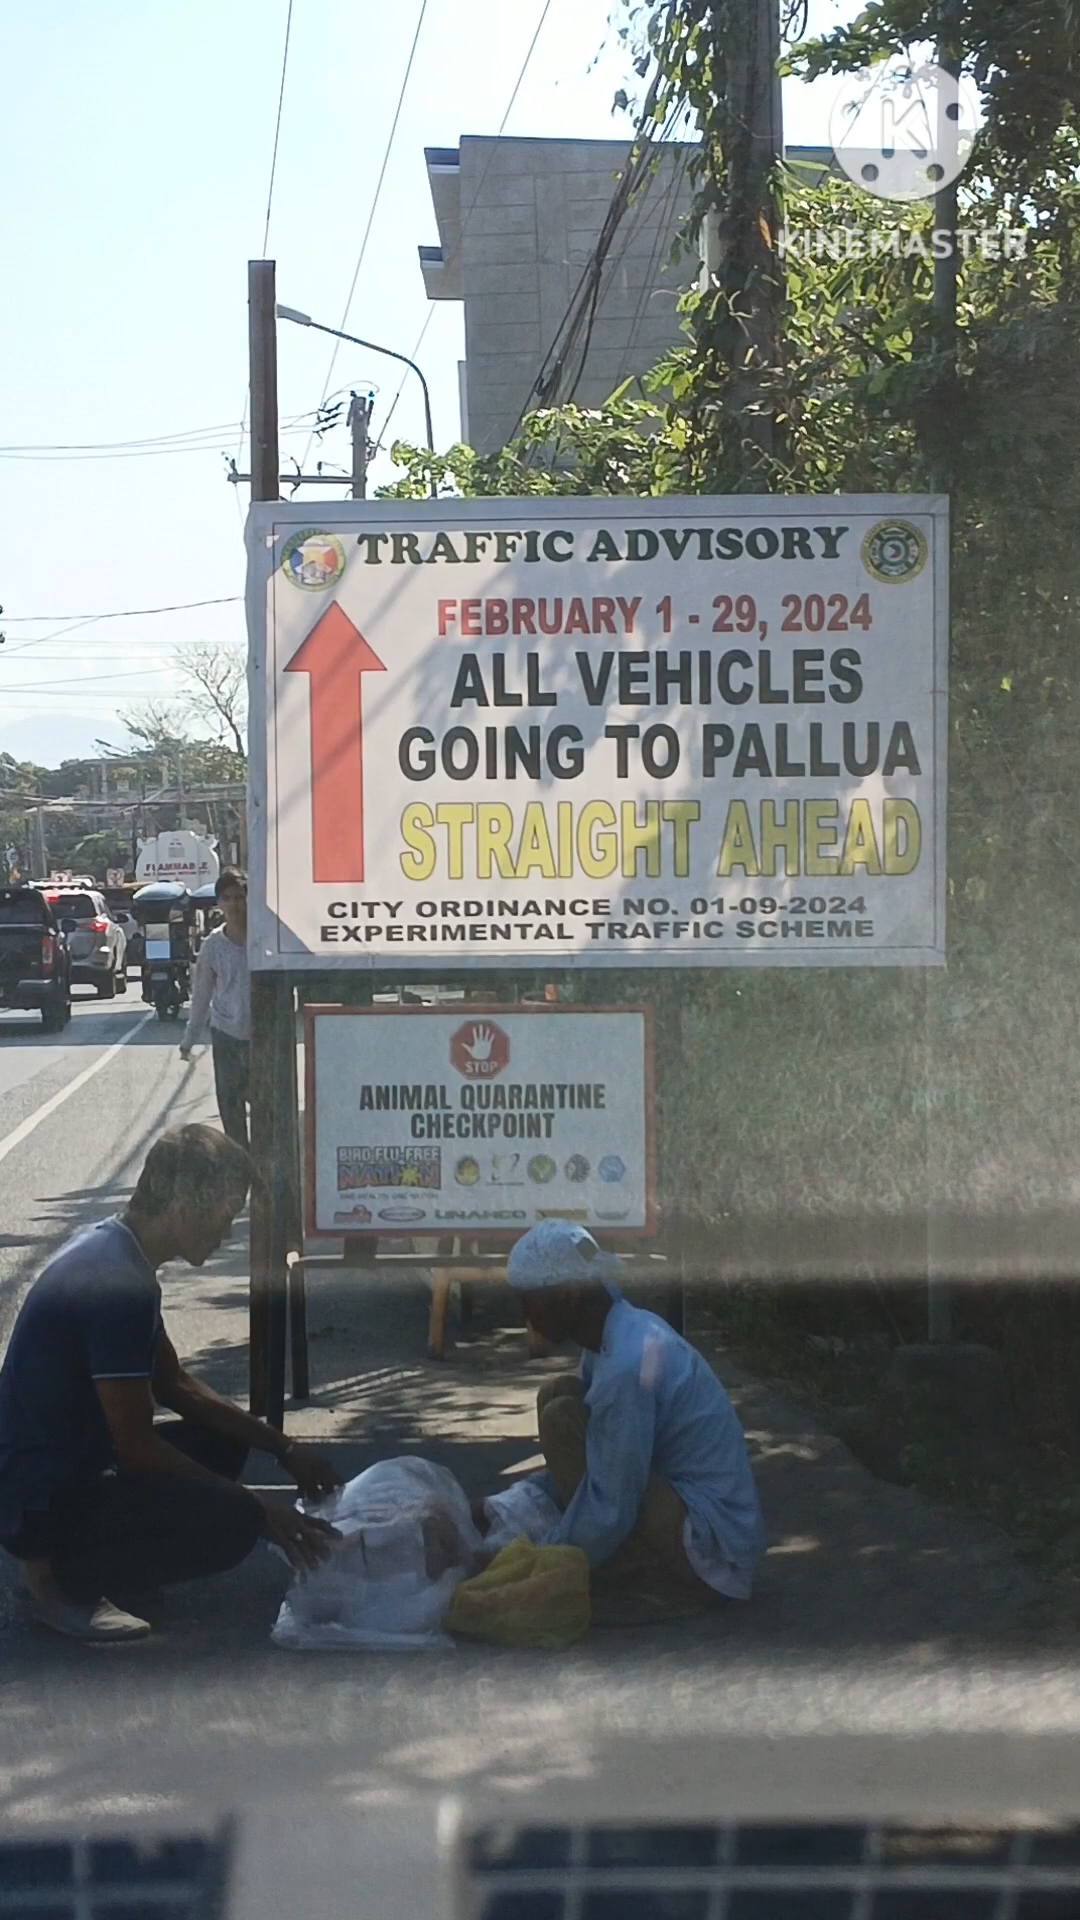 KINEMASTER
TRAFFIC ADVISORY
FEBRUARY 1 - 29, 2024
ALL VEHICLES
GOING TO PALLUA
STRAIGHT AHEAD
CITY ORDINANCE NO. 01-09-2024
EXPERIMENTAL TRAFFIC SCHEME
FLAMMABLE
STOP
ANIMAL QUARANTINE
CHECKPOINT
BIRD FLU-FREE
NATION
UNAHCO